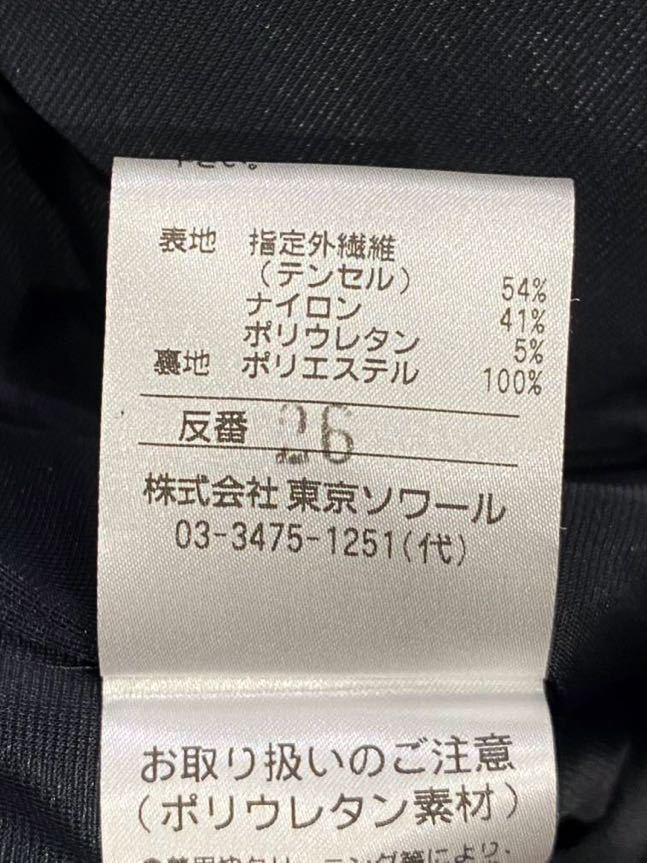 下さい。
表地 指定外繊維
（テンセル） 54%
ナイロン 41%
ポリウレタン 5%
裏地 ポリエステル 100%
反番 26
株式会社 東京ソワール
03-3475-1251(代)
お取り扱いのご注意
（ポリウレタン素材）